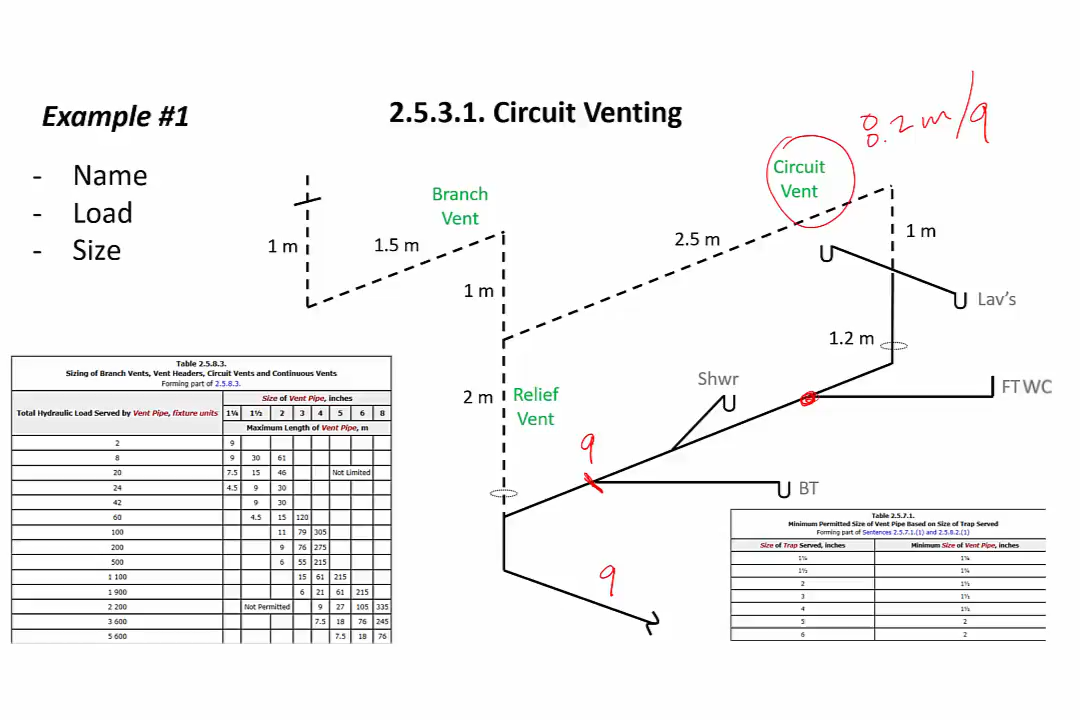 Example #1
2.5.3.1. Circuit Venting
0.2 m/9
- Name
- Load
- Size
Branch
Vent
Circuit
Vent
1 m
1.5 m
2.5 m
1 m
1 m
Lav's
1.2 m
2 m
Relief
Vent
Shwr
FTWC
9
BT
9
Table 2.5.8.3.
Sizing of Branch Vents, Vent Headers, Circuit Vents and Continuous Vents
Forming part of 2.5.8.3.
Total Hydraulic Load Served by Vent Pipe, fixture units
Size of Vent Pipe, inches
1¼ 1½ 2 3 4 5 6 8
Maximum Length of Vent Pipe, m
2 9
8 9 30 61
20 7.5 15 46 Not Limited
24 4.5 9 30
42 9 30
60 4.5 15 120
100 11 79 305
200 9 76 275
500 6 55 215
1 100 15 61 215
1 900 6 21 61 215
2 200 Not Permitted 9 27 105 335
3 600 7.5 18 76 245
5 600 7.5 18 76
Table 2.5.7.1.
Minimum Permitted Size of Vent Pipe Based on Size of Trap Served
Forming part of Sentences 2.5.7.1.(1) and 2.5.8.2.(1)
Size of Trap Served, inches Minimum Size of Vent Pipe, inches
1¼ 1¼
1½ 1¼
2 1½
3 1½
4 1½
5 2
6 2